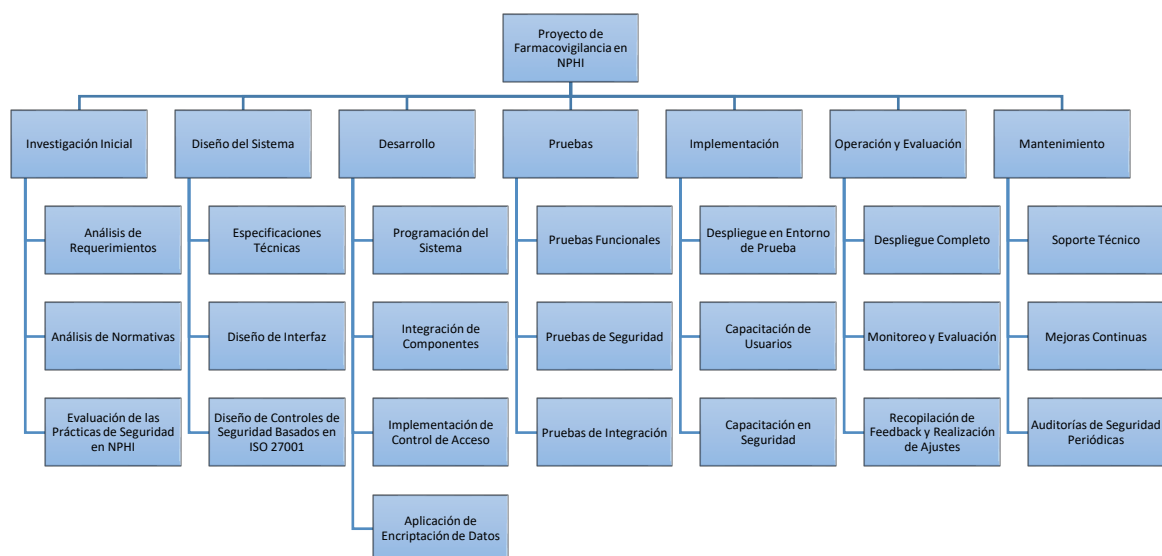 Proyecto de
Farmacovigilancia en
NPHI
Investigación Inicial
Diseño del Sistema
Desarrollo
Pruebas
Implementación
Operación y Evaluación
Mantenimiento
Análisis de
Requerimientos
Especificaciones
Técnicas
Programación del
Sistema
Pruebas Funcionales
Despliegue en Entorno
de Prueba
Despliegue Completo
Soporte Técnico
Análisis de Normativas
Diseño de Interfaz
Integración de
Componentes
Pruebas de Seguridad
Capacitación de
Usuarios
Monitoreo y Evaluación
Mejoras Continuas
Evaluación de las
Prácticas de Seguridad
en NPHI
Diseño de Controles de
Seguridad Basados en
ISO 27001
Implementación de
Control de Acceso
Pruebas de Integración
Capacitación en
Seguridad
Recopilación de
Feedback y Realización
de Ajustes
Auditorías de Seguridad
Periódicas
Aplicación de
Encriptación de Datos